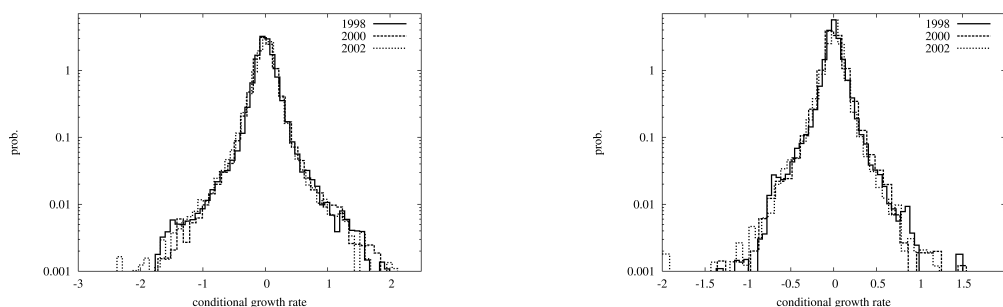 1998
2000
2002
1
0.1
0.01
0.001
prob.
-3 -2 -1 0 1 2
conditional growth rate
1998
2000
2002
1
0.1
0.01
0.001
prob.
-2 -1.5 -1 -0.5 0 0.5 1 1.5
conditional growth rate